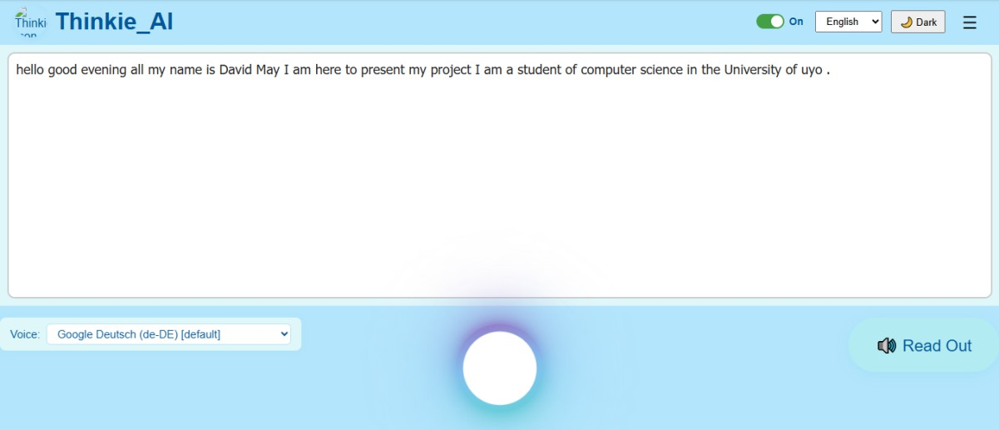 Thinkie_AI
On
English
Dark
hello good evening all my name is David May I am here to present my project I am a student of computer science in the University of uyo .
Voice:
Google Deutsch (de-DE) [default]
Read Out